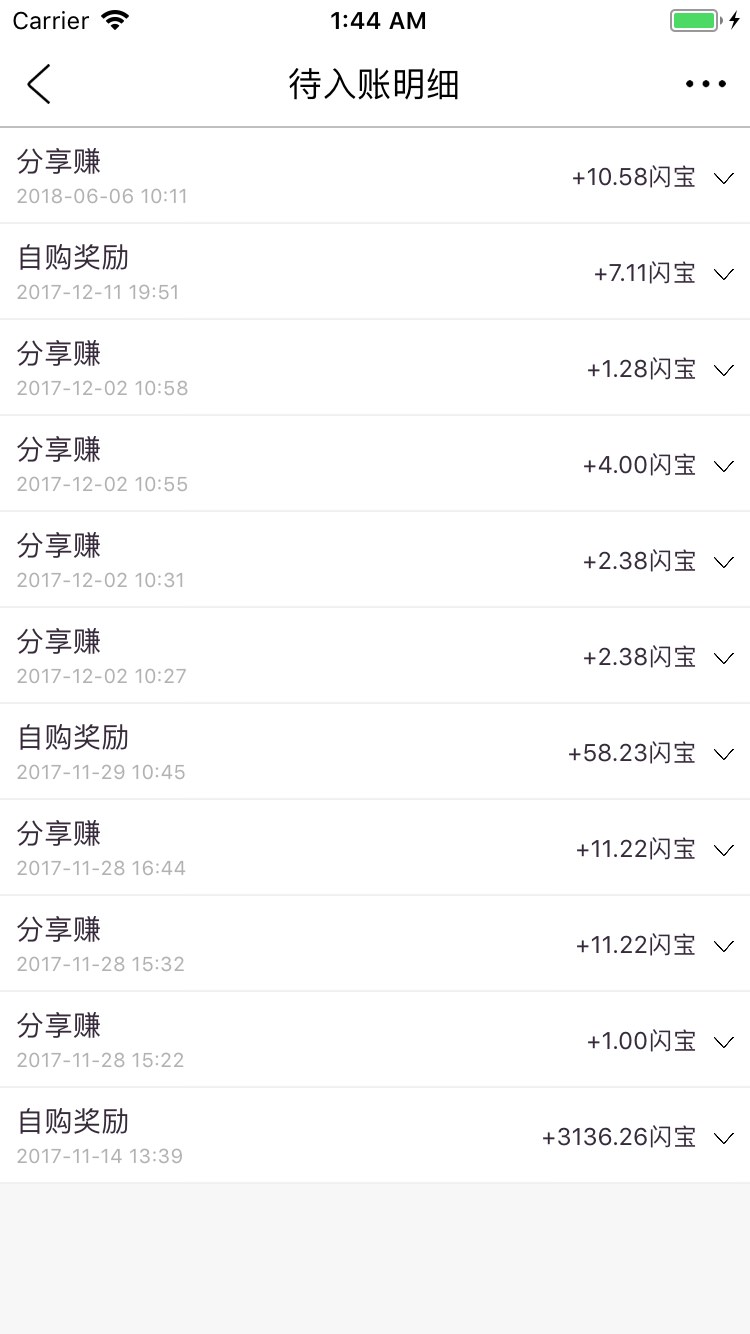 Carrier 1:44 AM
待入账明细
分享赚
+10.58闪宝
2018-06-06 10:11
自购奖励
+7.11闪宝
2017-12-11 19:51
分享赚
+1.28闪宝
2017-12-02 10:58
分享赚
+4.00闪宝
2017-12-02 10:55
分享赚
+2.38闪宝
2017-12-02 10:31
分享赚
+2.38闪宝
2017-12-02 10:27
自购奖励
+58.23闪宝
2017-11-29 10:45
分享赚
+11.22闪宝
2017-11-28 16:44
分享赚
+11.22闪宝
2017-11-28 15:32
分享赚
+1.00闪宝
2017-11-28 15:22
自购奖励
+3136.26闪宝
2017-11-14 13:39